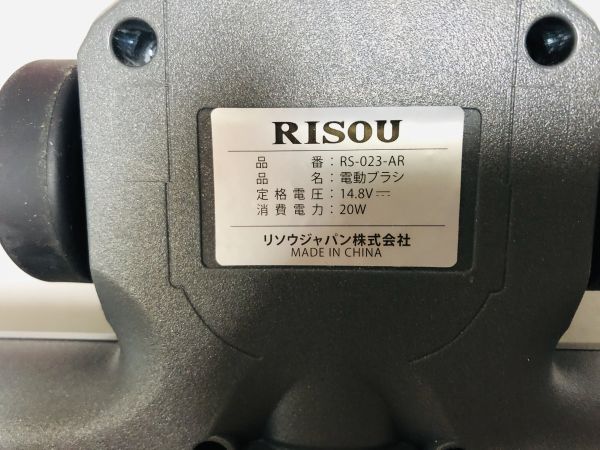 RISOU
品番：RS-023-AR
品名：電動ブラシ
定格電圧：14.8V⎓
消費電力：20W
リソウジャパン株式会社
MADE IN CHINA